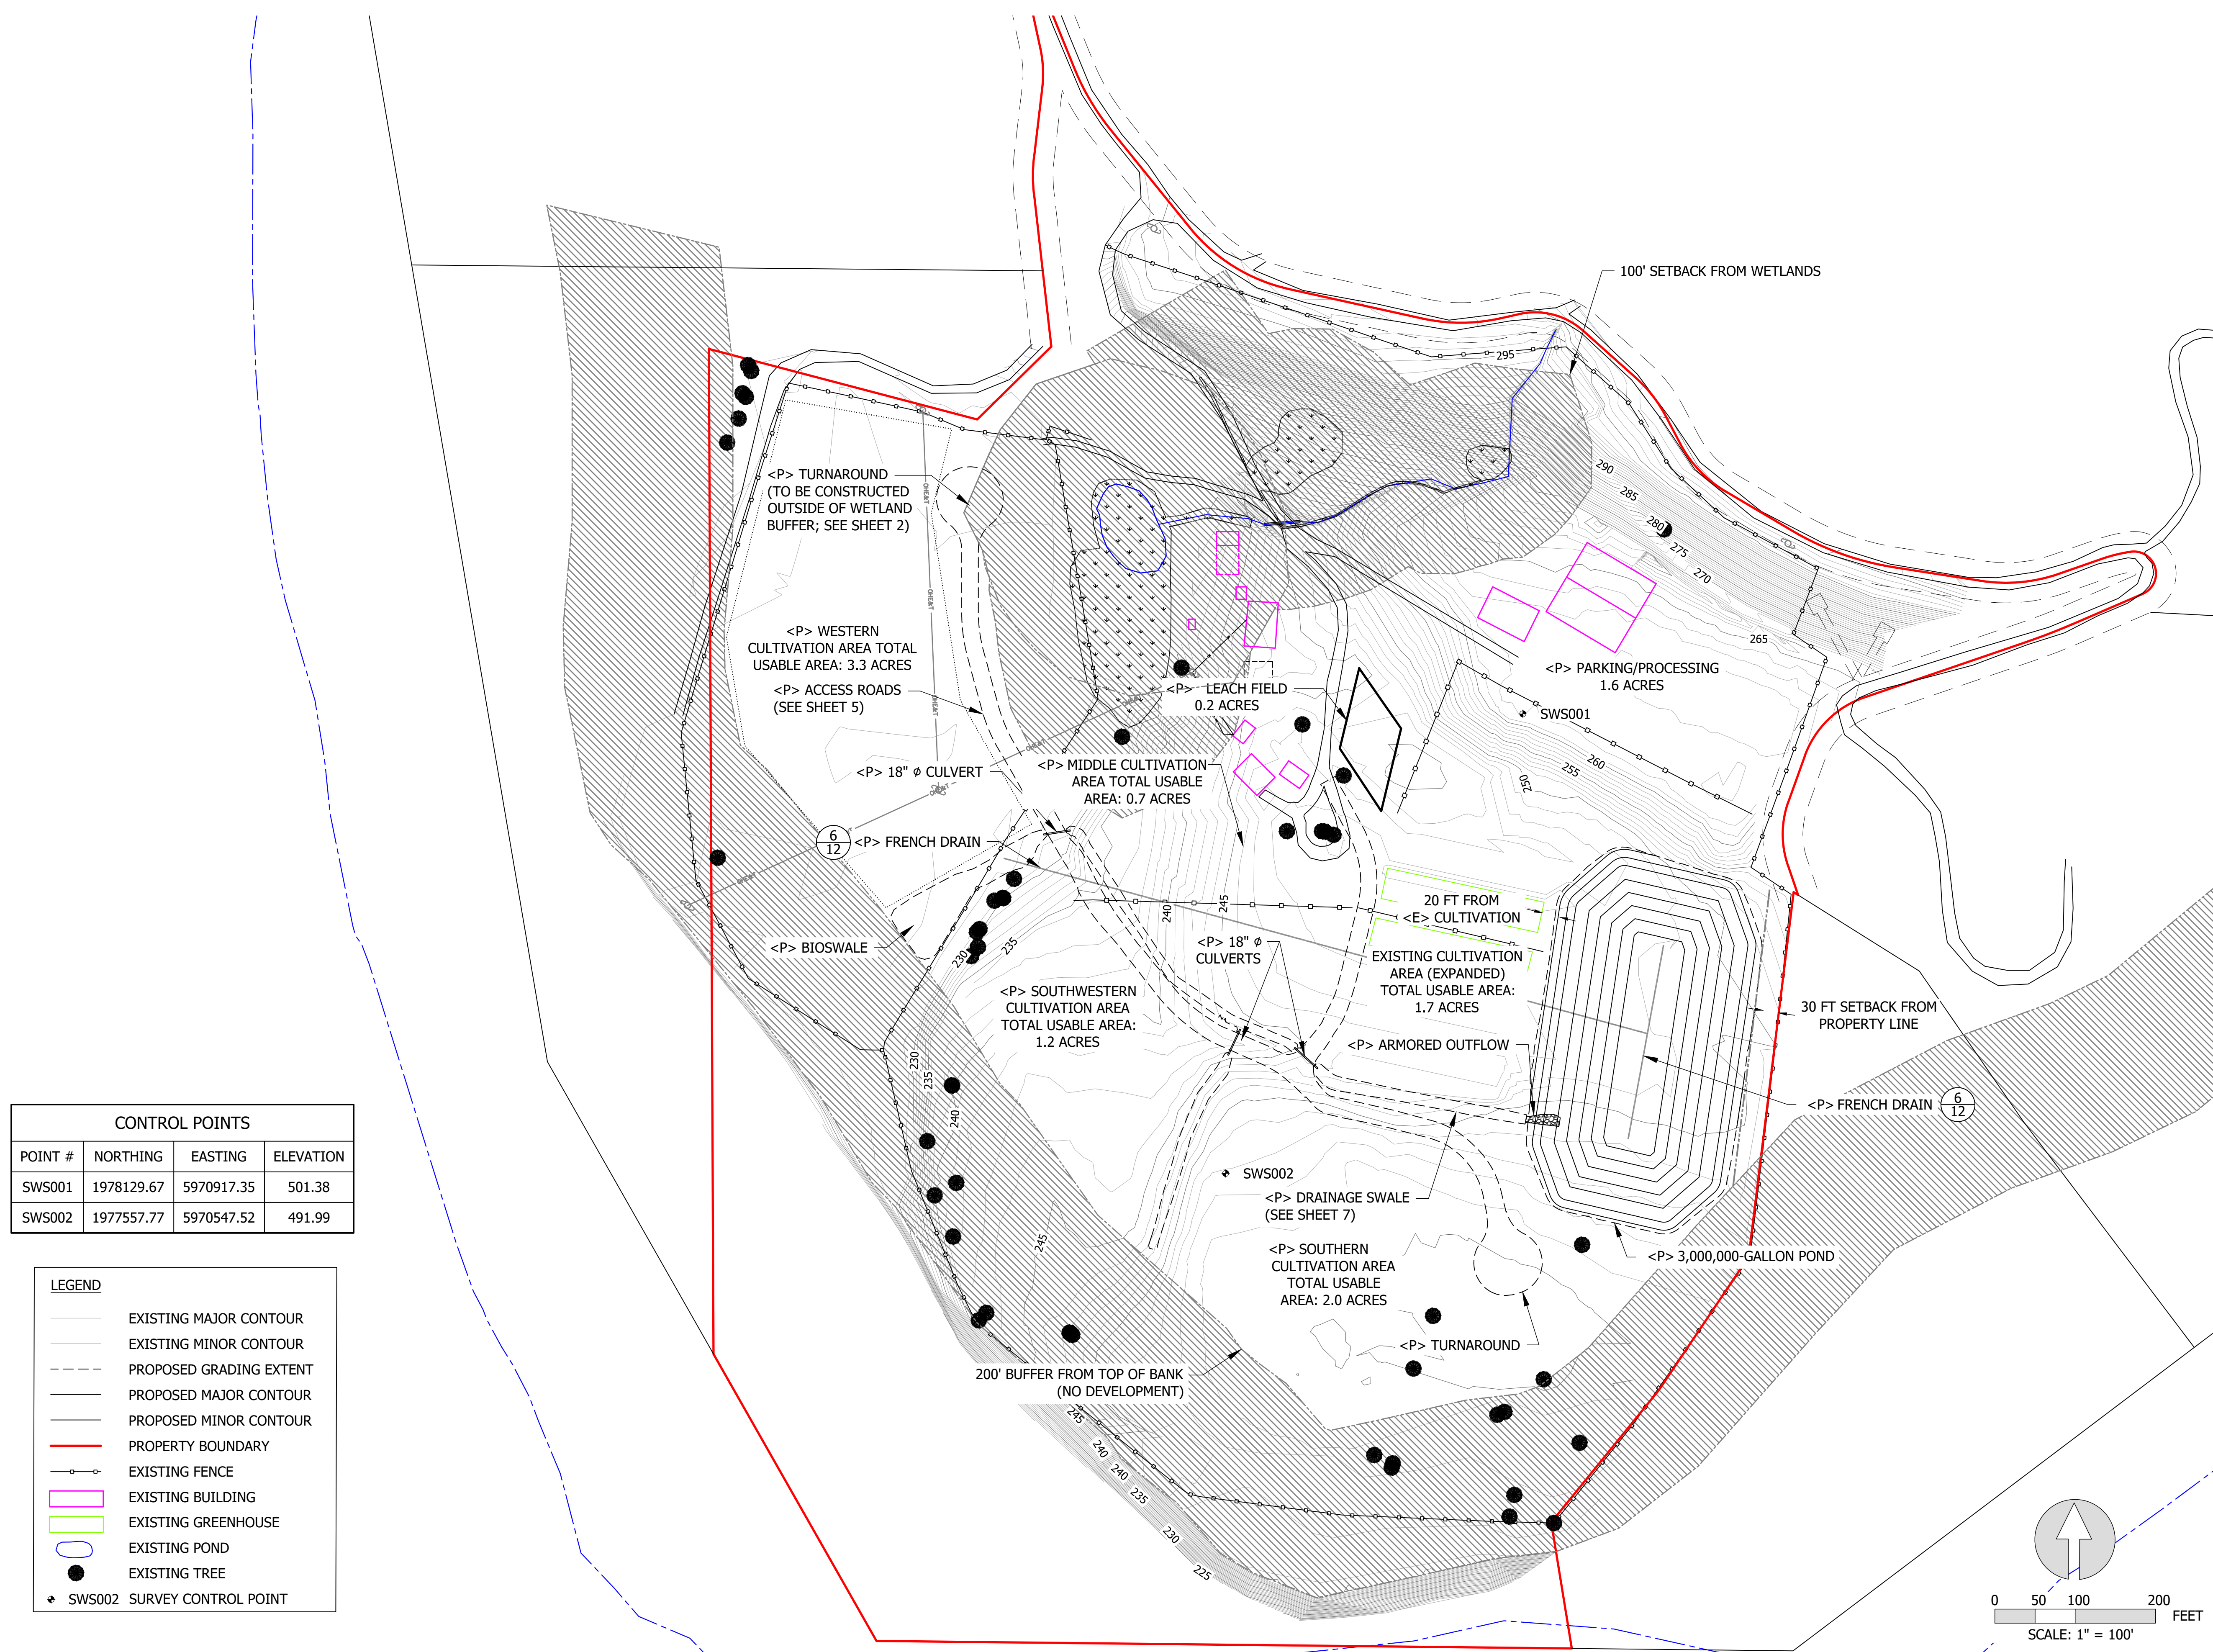 100' SETBACK FROM WETLANDS
295
290
285
280
275
270
265
<P> TURNAROUND
(TO BE CONSTRUCTED
OUTSIDE OF WETLAND
BUFFER; SEE SHEET 2)
OHE&T
OHE&T
OHE&T
<P> WESTERN
CULTIVATION AREA TOTAL
USABLE AREA: 3.3 ACRES
<P> ACCESS ROADS
(SEE SHEET 5)
<P> PARKING/PROCESSING
1.6 ACRES
<P> LEACH FIELD
0.2 ACRES
SWS001
OHE&T
<P> 18" Ø CULVERT
<P> MIDDLE CULTIVATION
AREA TOTAL USABLE
AREA: 0.7 ACRES
260
255
250
OHE&T
OHE&T
6
12
<P> FRENCH DRAIN
<P> BIOSWALE
230
235
240
245
20 FT FROM
<E> CULTIVATION
<P> 18" Ø
CULVERTS
EXISTING CULTIVATION
AREA (EXPANDED)
TOTAL USABLE AREA:
1.7 ACRES
<P> SOUTHWESTERN
CULTIVATION AREA
TOTAL USABLE AREA:
1.2 ACRES
30 FT SETBACK FROM
PROPERTY LINE
<P> ARMORED OUTFLOW
230
235
240
<P> FRENCH DRAIN
6
12
SWS002
<P> DRAINAGE SWALE
(SEE SHEET 7)
245
<P> SOUTHERN
CULTIVATION AREA
TOTAL USABLE
AREA: 2.0 ACRES
<P> 3,000,000-GALLON POND
<P> TURNAROUND
200' BUFFER FROM TOP OF BANK
(NO DEVELOPMENT)
245
240
240
235
230
225
CONTROL POINTS
POINT # NORTHING EASTING ELEVATION
SWS001 1978129.67 5970917.35 501.38
SWS002 1977557.77 5970547.52 491.99
LEGEND
EXISTING MAJOR CONTOUR
EXISTING MINOR CONTOUR
PROPOSED GRADING EXTENT
PROPOSED MAJOR CONTOUR
PROPOSED MINOR CONTOUR
PROPERTY BOUNDARY
EXISTING FENCE
EXISTING BUILDING
EXISTING GREENHOUSE
EXISTING POND
EXISTING TREE
SWS002 SURVEY CONTROL POINT
0 50 100 200
FEET
SCALE: 1" = 100'